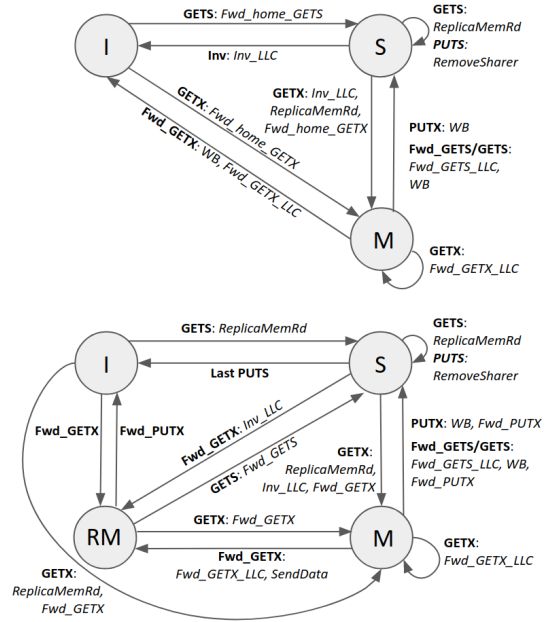 GETS: Fwd_home_GETS
GETS:
ReplicaMemRd
PUTS:
RemoveSharer
I
S
Inv: Inv_LLC
GETX: Fwd_home_GETX
Fwd_GETX: WB, Fwd_GETX_LLC
GETX: Inv_LLC,
ReplicaMemRd,
Fwd_home_GETX
PUTX: WB
Fwd_GETS/GETS:
Fwd_GETS_LLC,
WB
M
GETX:
Fwd_GETX_LLC
GETS: ReplicaMemRd
GETS:
ReplicaMemRd
PUTS:
RemoveSharer
I
S
Last PUTS
Fwd_GETX
Fwd_PUTX
Fwd_GETX: Inv_LLC
GETS: Fwd_GETS
GETX:
ReplicaMemRd,
Inv_LLC, Fwd_GETX
PUTX: WB, Fwd_PUTX
Fwd_GETS/GETS:
Fwd_GETS_LLC, WB,
Fwd_PUTX
RM
GETX: Fwd_GETX
M
Fwd_GETX:
Fwd_GETX_LLC, SendData
GETX:
Fwd_GETX_LLC
GETX:
ReplicaMemRd,
Fwd_GETX